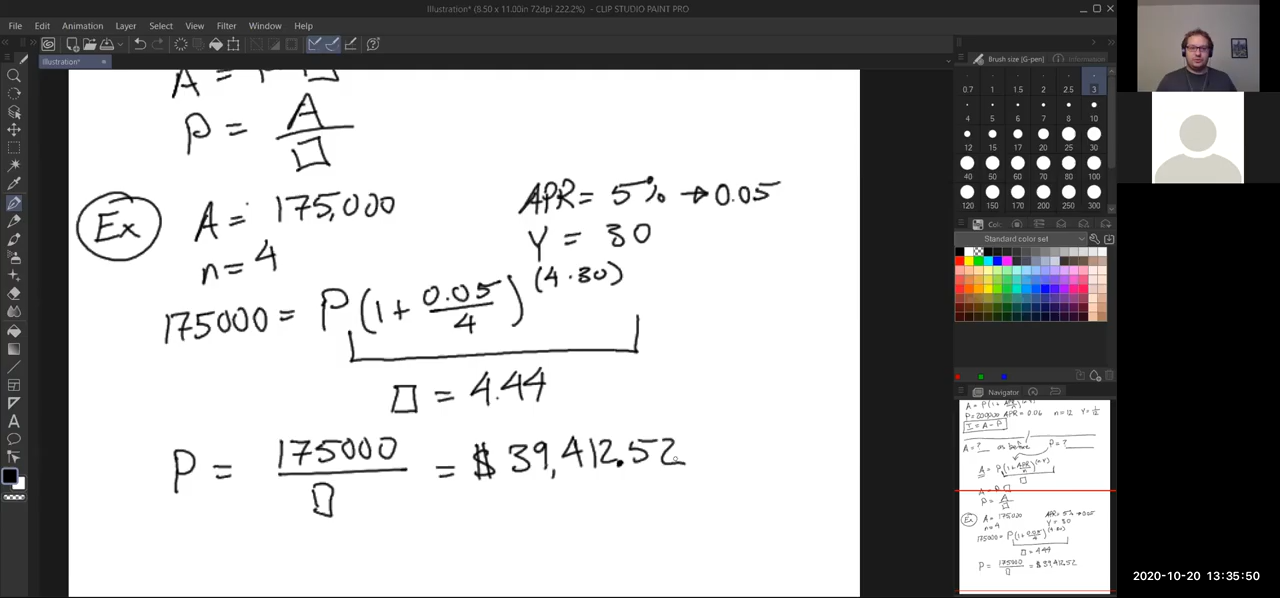 Illustration* (8.50 x 11.00in 72dpi 222.2%) - CLIP STUDIO PAINT PRO
File Edit Animation Layer Select View Filter Window Help
Illustration*
Brush size [G-pen] Information
0.7 1 1.5 2 2.5 3
4 5 6 7 8 10
12 15 17 20 25 30
40 50 60 70 80 100
120 150 170 200 250 300
Standard color set
Navigator
P = A / □
Ex
A = 175,000
APR = 5% → 0.05
n = 4
Y = 30
175000 = P(1 + 0.05/4)^(4·30)
□ = 4.44
P = 175000/□ = $39,412.52
2020-10-20 13:35:50